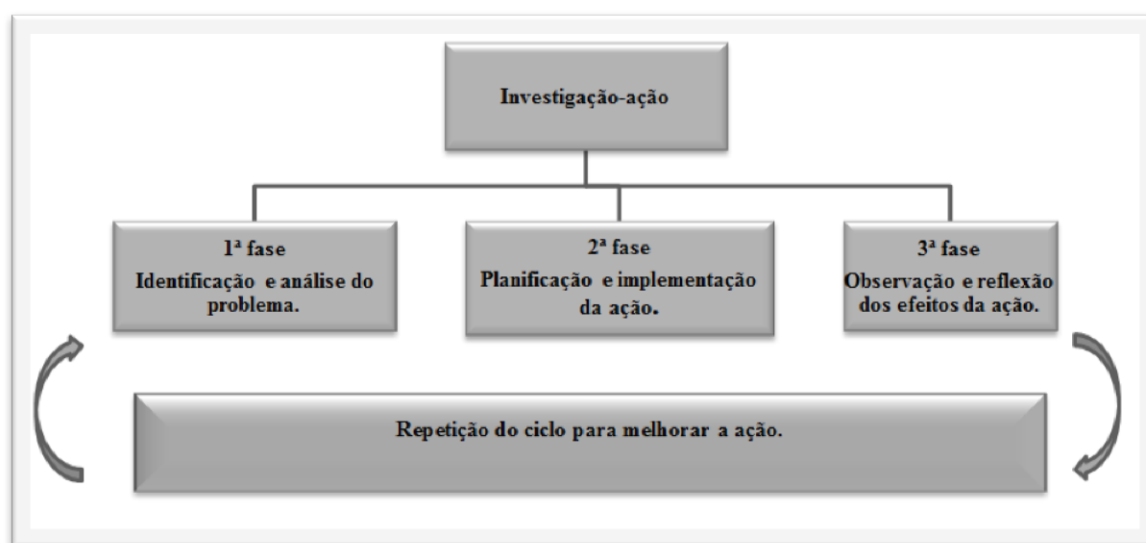 Investigação-ação
1ª fase
Identificação e análise do
problema.
2ª fase
Planificação e implementação
da ação.
3ª fase
Observação e reflexão
dos efeitos da ação.
Repetição do ciclo para melhorar a ação.